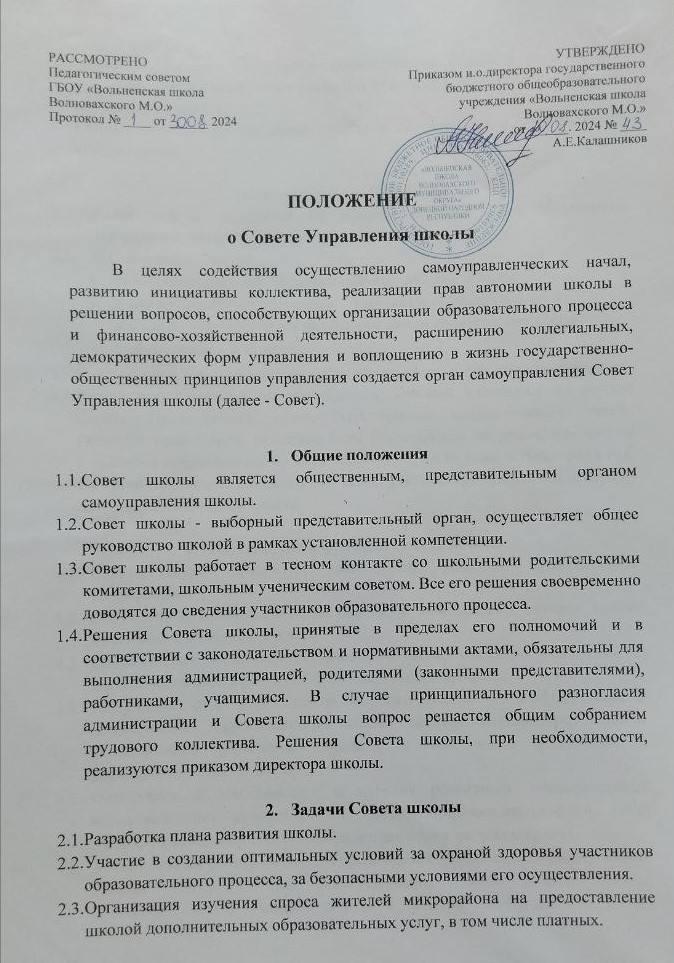 РАССМОТРЕНО
Педагогическим советом
ГБОУ «Вольненская школа
Волновахского М.О.»
Протокол № 1 от 3008 2024
УТВЕРЖДЕНО
Приказом и.о.директора государственного
бюджетного общеобразовательного
учреждения «Вольненская школа
Волновахского М.О.»
08. 2024 № 43
А.Е.Калашников
«ВОЛЬНЕНСКАЯ
ШКОЛА
ВОЛНОВАХСКОГО
МУНИЦИПАЛЬНОГО
ОКРУГА»
ДОНЕЦКОЙ НАРОДНОЙ
РЕСПУБЛИКИ
ПОЛОЖЕНИЕ
о Совете Управления школы
В целях содействия осуществлению самоуправленческих начал,
развитию инициативы коллектива, реализации прав автономии школы в
решении вопросов, способствующих организации образовательного процесса
и финансово-хозяйственной деятельности, расширению коллегиальных,
демократических форм управления и воплощению в жизнь государственно-
общественных принципов управления создается орган самоуправления Совет
Управления школы (далее - Совет).
1. Общие положения
1.1.Совет школы является общественным, представительным органом
самоуправления школы.
1.2.Совет школы - выборный представительный орган, осуществляет общее
руководство школой в рамках установленной компетенции.
1.3.Совет школы работает в тесном контакте со школьными родительскими
комитетами, школьным ученическим советом. Все его решения своевременно
доводятся до сведения участников образовательного процесса.
1.4.Решения Совета школы, принятые в пределах его полномочий и в
соответствии с законодательством и нормативными актами, обязательны для
выполнения администрацией, родителями (законными представителями),
работниками, учащимися. В случае принципиального разногласия
администрации и Совета школы вопрос решается общим собранием
трудового коллектива. Решения Совета школы, при необходимости,
реализуются приказом директора школы.
2. Задачи Совета школы
2.1.Разработка плана развития школы.
2.2.Участие в создании оптимальных условий за охраной здоровья участников
образовательного процесса, за безопасными условиями его осуществления.
2.3.Организация изучения спроса жителей микрорайона на предоставление
школой дополнительных образовательных услуг, в том числе платных.